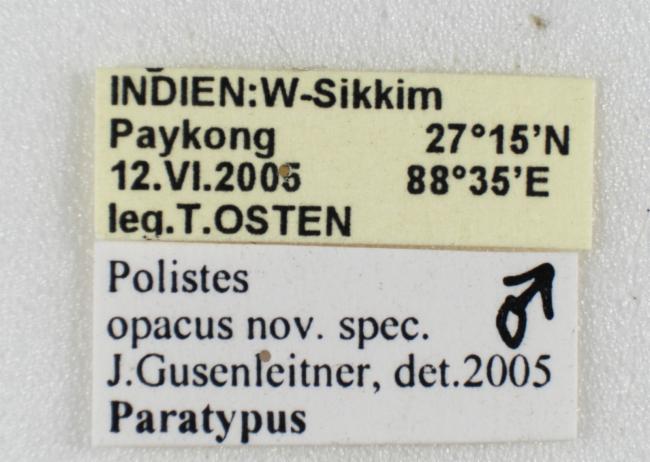 INDIEN:W-Sikkim
Paykong 27°15’N
12.VI.2005 88°35’E
leg.T.OSTEN
Polistes
opacus nov. spec. ♂
J.Gusenleitner, det.2005
Paratypus